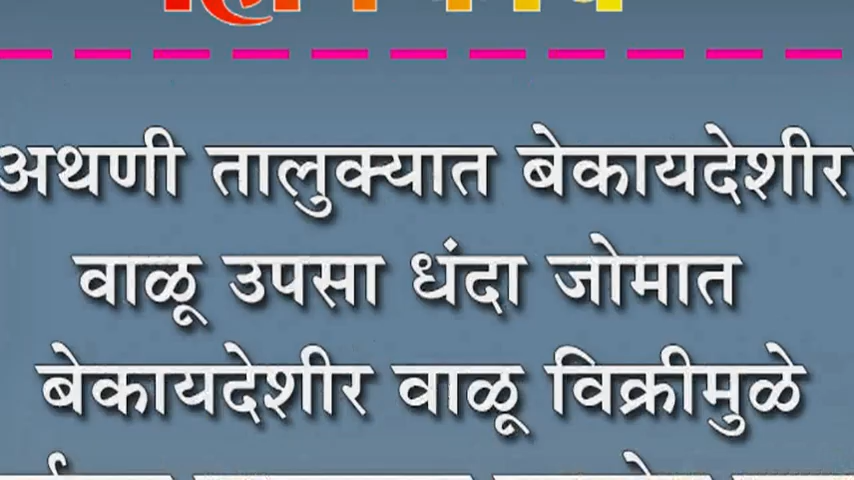 अथणी तालुक्यात बेकायदेशीर
वाळू उपसा धंदा जोमात
बेकायदेशीर वाळू विक्रीमुळे